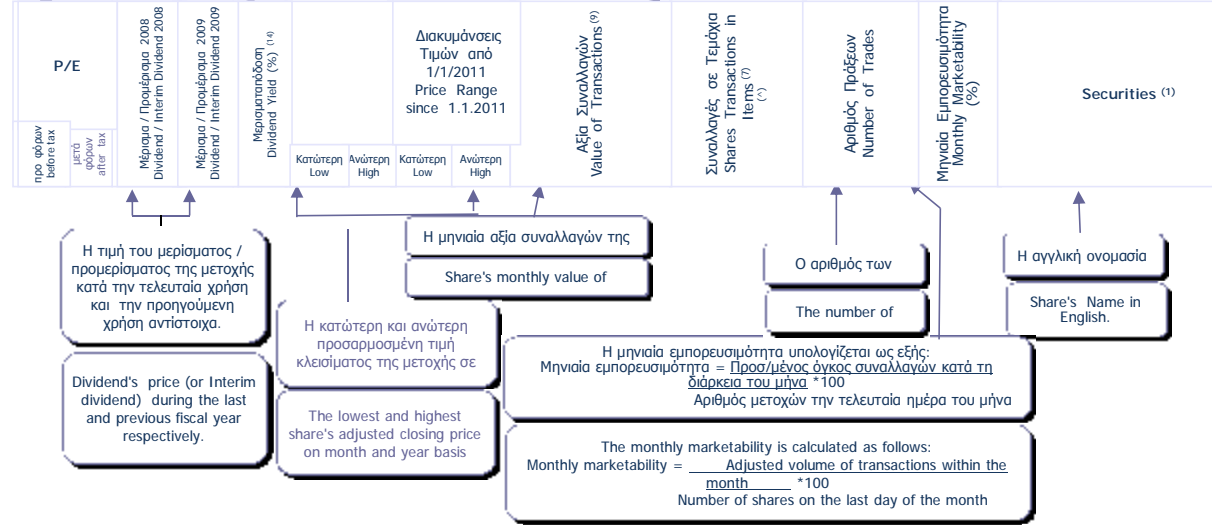 P/E
προ φόρων
before tax
μετά
φόρων
after tax
Μέρισμα / Προμέρισμα 2008
Dividend / Interim Dividend 2008
Μέρισμα / Προμέρισμα 2009
Dividend / Interim Dividend 2009
Μερισματαπόδοση
Dividend Yield (%) (14)
Διακυμάνσεις
Τιμών από
1/1/2011
Price Range
since 1.1.2011
Κατώτερη
Low
Ανώτερη
High
Κατώτερη
Low
Ανώτερη
High
Αξία Συναλλαγών
Value of Transactions (9)
Συναλλαγές σε Τεμάχια
Shares Transactions in
Items (7)
(^)
Αριθμός Πράξεων
Number of Trades
Μηνιαία Εμπορευσιμότητα
Monthly Marketability
(%)
Securities (1)
Η τιμή του μερίσματος /
προμερίσματος της μετοχής
κατά την τελευταία χρήση
και την προηγούμενη
χρήση αντίστοιχα.
Dividend's price (or Interim
dividend) during the last
and previous fiscal year
respectively.
Η κατώτερη και ανώτερη
προσαρμοσμένη τιμή
κλεισίματος της μετοχής σε
The lowest and highest
share's adjusted closing price
on month and year basis
Η μηνιαία αξία συναλλαγών της
Share's monthly value of
Ο αριθμός των
The number of
Η αγγλική ονομασία
Share's Name in
English.
Η μηνιαία εμπορευσιμότητα υπολογίζεται ως εξής:
Μηνιαία εμπορευσιμότητα = Προσ/μένος όγκος συναλλαγών κατά τη
διάρκεια του μήνα *100
Αριθμός μετοχών την τελευταία ημέρα του μήνα
The monthly marketability is calculated as follows:
Monthly marketability = Adjusted volume of transactions within the
month *100
Number of shares on the last day of the month